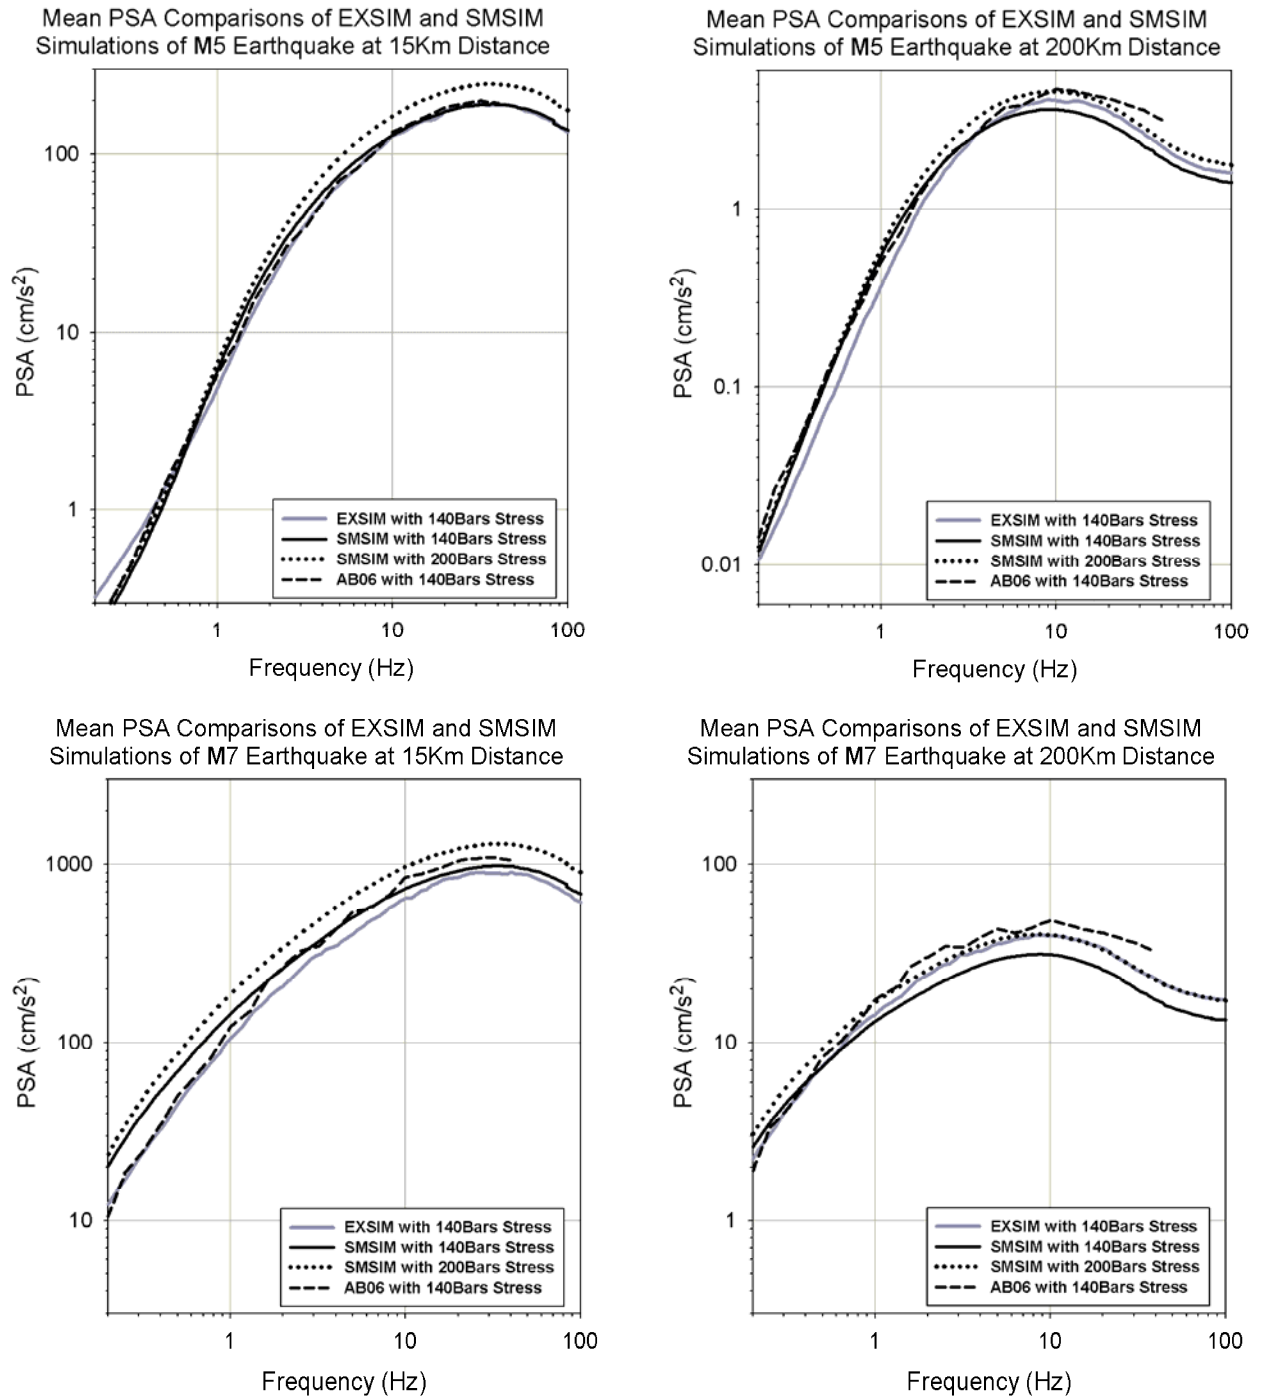 Mean PSA Comparisons of EXSIM and SMSIM
Simulations of M5 Earthquake at 15Km Distance
PSA (cm/s²)
100
10
1
EXSIM with 140Bars Stress
SMSIM with 140Bars Stress
SMSIM with 200Bars Stress
AB06 with 140Bars Stress
1 10 100
Frequency (Hz)
Mean PSA Comparisons of EXSIM and SMSIM
Simulations of M5 Earthquake at 200Km Distance
PSA (cm/s²)
1
0.1
0.01
EXSIM with 140Bars Stress
SMSIM with 140Bars Stress
SMSIM with 200Bars Stress
AB06 with 140Bars Stress
1 10 100
Frequency (Hz)
Mean PSA Comparisons of EXSIM and SMSIM
Simulations of M7 Earthquake at 15Km Distance
PSA (cm/s²)
1000
100
10
EXSIM with 140Bars Stress
SMSIM with 140Bars Stress
SMSIM with 200Bars Stress
AB06 with 140Bars Stress
1 10 100
Frequency (Hz)
Mean PSA Comparisons of EXSIM and SMSIM
Simulations of M7 Earthquake at 200Km Distance
PSA (cm/s²)
100
10
1
EXSIM with 140Bars Stress
SMSIM with 140Bars Stress
SMSIM with 200Bars Stress
AB06 with 140Bars Stress
1 10 100
Frequency (Hz)